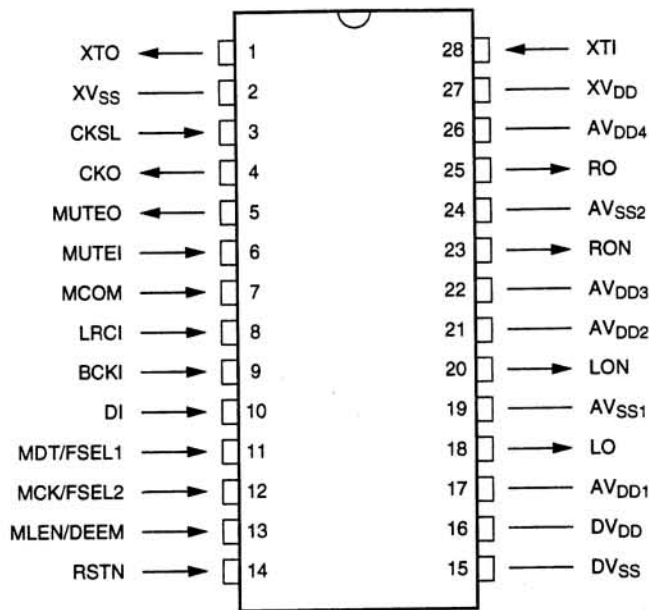 XTO 1 28 XTI
XVSS 2 27 XVDD
CKSL 3 26 AVDD4
CKO 4 25 RO
MUTEO 5 24 AVSS2
MUTEI 6 23 RON
MCOM 7 22 AVDD3
LRCI 8 21 AVDD2
BCKI 9 20 LON
DI 10 19 AVSS1
MDT/FSEL1 11 18 LO
MCK/FSEL2 12 17 AVDD1
MLEN/DEEM 13 16 DVDD
RSTN 14 15 DVSS